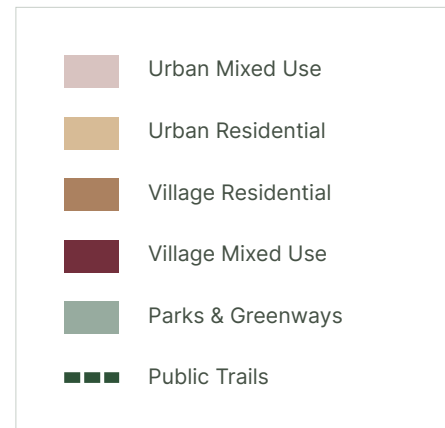 Urban Mixed Use
Urban Residential
Village Residential
Village Mixed Use
Parks & Greenways
Public Trails